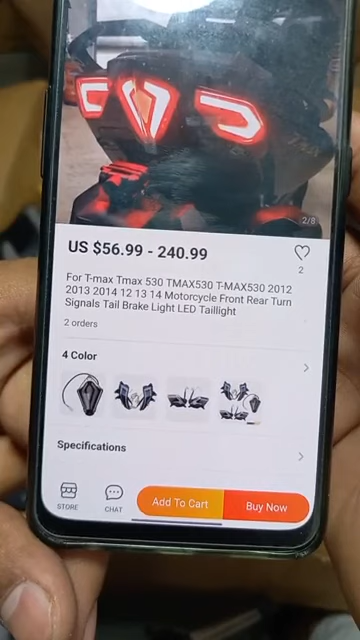 2/8
US $56.99 - 240.99
2
For T-max Tmax 530 TMAX530 T-MAX530 2012
2013 2014 12 13 14 Motorcycle Front Rear Turn
Signals Tail Brake Light LED Taillight
2 orders
4 Color
Specifications
STORE
CHAT
Add To Cart
Buy Now